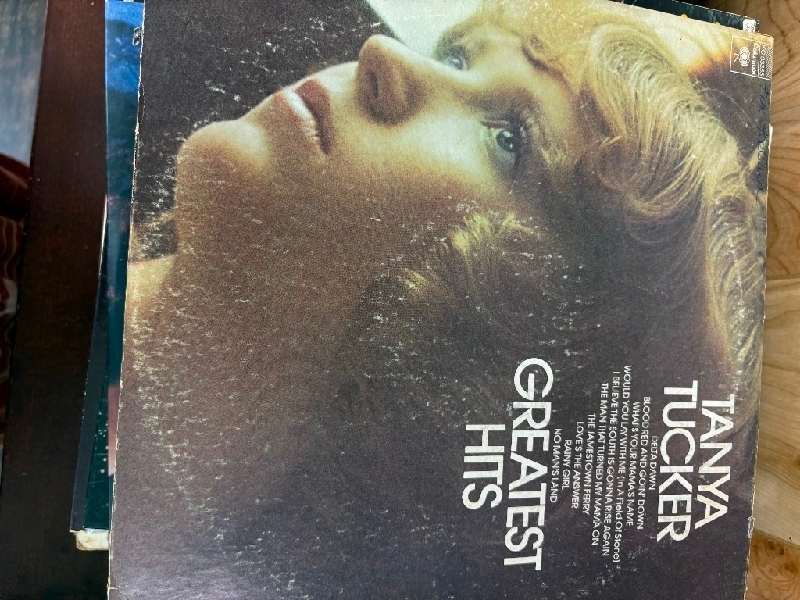 TANYA
TUCKER
DELTA DAWN
BLOOD RED AND GOIN' DOWN
WHAT'S YOUR MAMA'S NAME
WOULD YOU LAY WITH ME (In A Field Of Stone)
I BELIEVE THE SOUTH IS GONNA RISE AGAIN
THE MAN THAT TURNED MY MAMA ON
THE JAMESTOWN FERRY
LOVE'S THE ANSWER
RAINY GIRL
NO MAN'S LAND
GREATEST
HITS